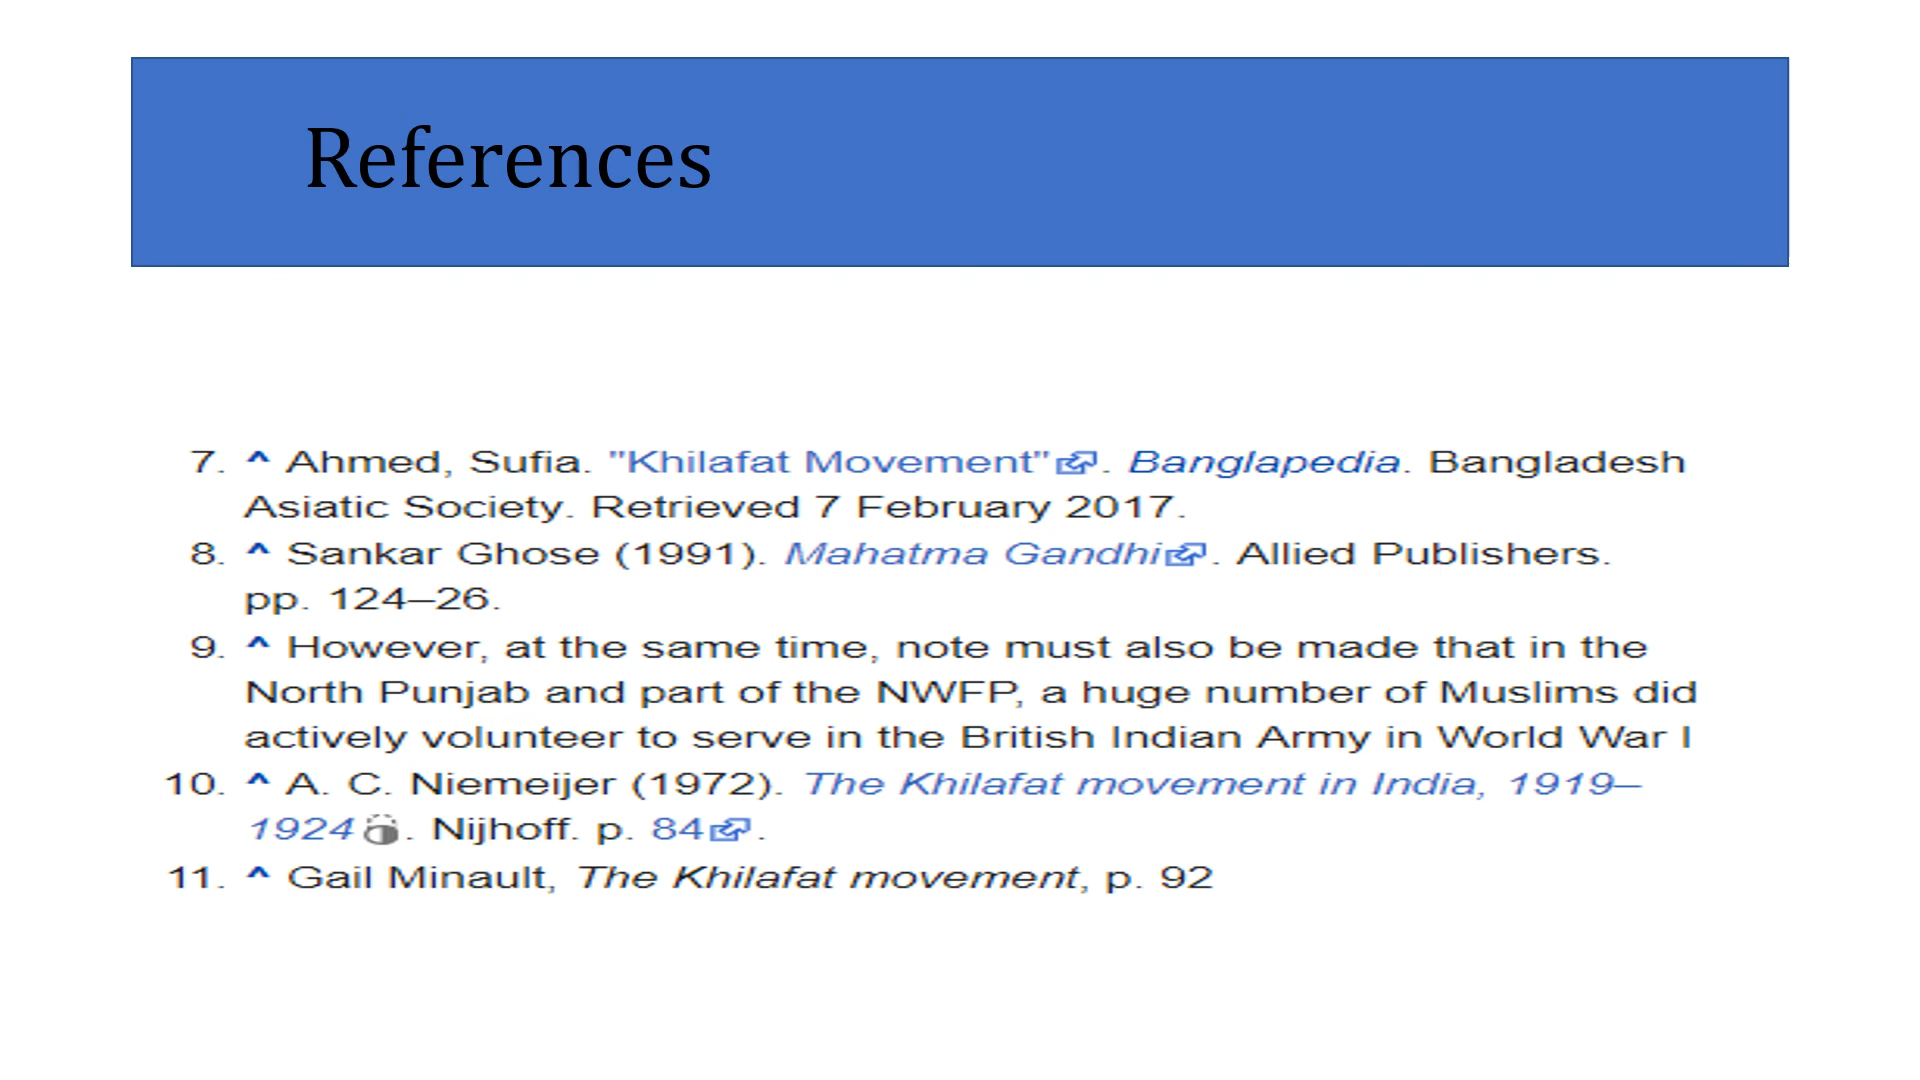 References
7. ^ Ahmed, Sufia. "Khilafat Movement". Banglapedia. Bangladesh
Asiatic Society. Retrieved 7 February 2017.
8. ^ Sankar Ghose (1991). Mahatma Gandhi. Allied Publishers.
pp. 124–26.
9. ^ However, at the same time, note must also be made that in the
North Punjab and part of the NWFP, a huge number of Muslims did
actively volunteer to serve in the British Indian Army in World War I
10. ^ A. C. Niemeijer (1972). The Khilafat movement in India, 1919–
1924. Nijhoff. p. 84.
11. ^ Gail Minault, The Khilafat movement, p. 92